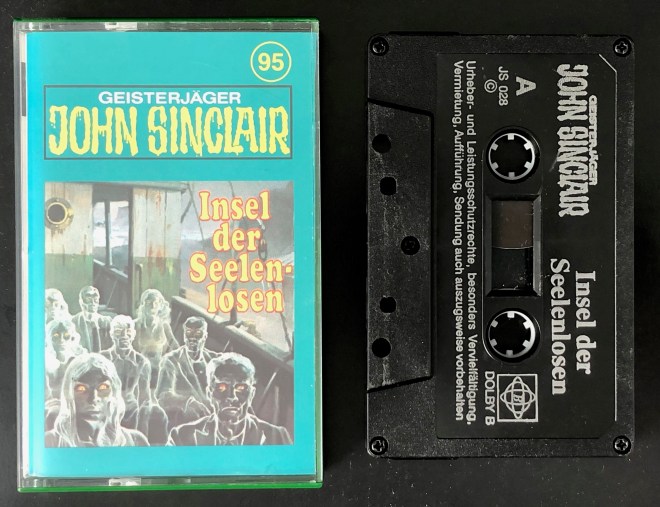 95
GEISTERJÄGER
JOHN SINCLAIR
Insel
der
Seelen-
losen
A
JS 028
©
GEISTERJÄGER
JOHN SINCLAIR
Insel der
Seelenlosen
Urheber- und Leistungsschutzrechte, besonders Vervielfältigung,
Vermietung, Aufführung, Sendung auch auszugsweise vorbehalten
DOLBY B